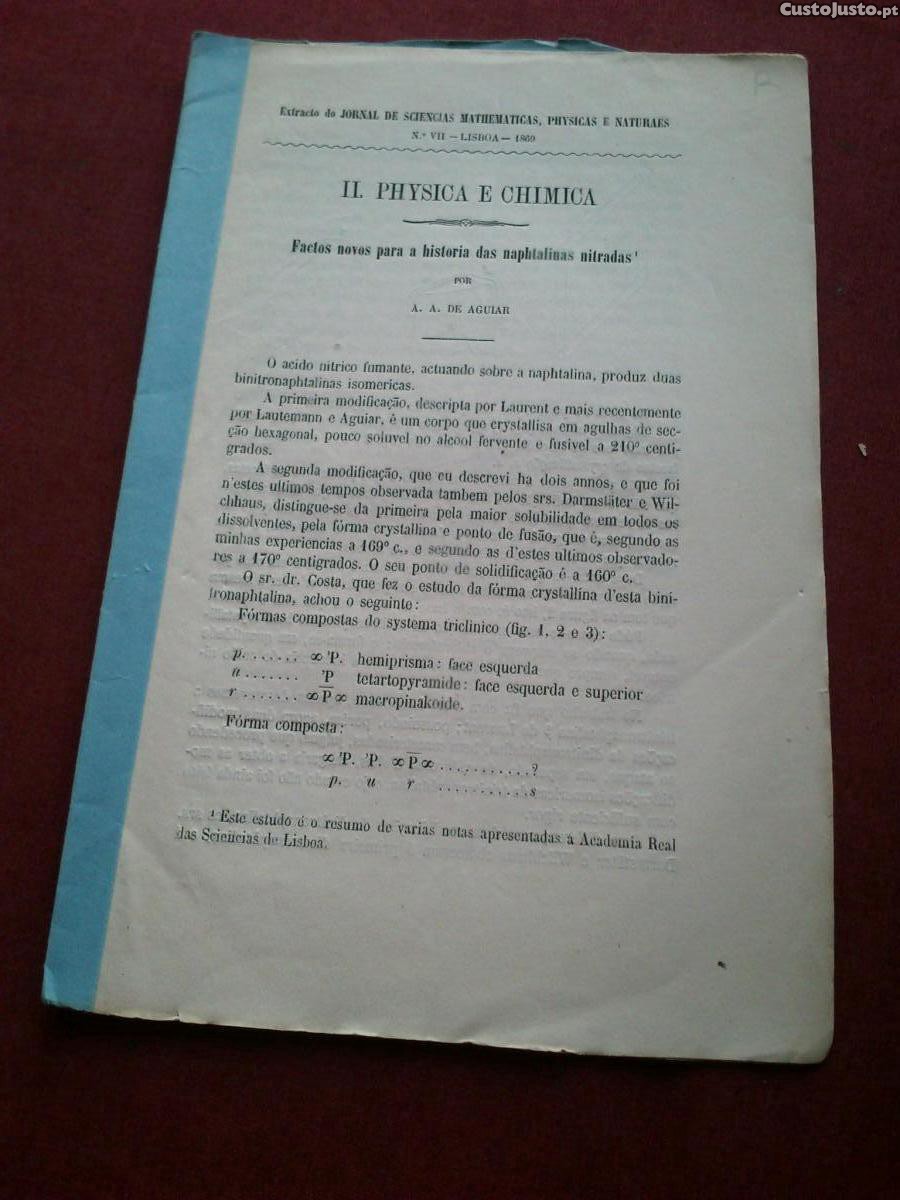 CustoJusto.pt
Extracto do JORNAL DE SCIENCIAS MATHEMATICAS, PHYSICAS E NATURAES
N.º VII — LISBOA — 1869
II. PHYSICA E CHIMICA
Factos novos para a historia das naphtalinas nitradas¹
POR
A. A. DE AGUIAR
O acido nitrico fumante, actuando sobre a naphtalina, produz duas
binitronaphtalinas isomericas.
A primeira modificação, descripta por Laurent e mais recentemente
por Lautemann e Aguiar, é um corpo que crystallisa em agulhas de sec-
ção hexagonal, pouco soluvel no alcool fervente e fusivel a 210º centi-
grados.
A segunda modificação, que eu descrevi ha dois annos, e que foi
n'estes ultimos tempos observada tambem pelos srs. Darmstäter e Wil-
chhaus, distingue-se da primeira pela maior solubilidade em todos os
dissolventes, pela fórma crystallina e ponto de fusão, que é, segundo as
minhas experiencias a 169º c., e segundo as d'estes ultimos observado-
res a 170º centigrados. O seu ponto de solidificação é a 160º c.
O sr. dr. Costa, que fez o estudo da fórma crystallina d'esta bini-
tronaphtalina, achou o seguinte:
Fórmas compostas do systema triclinico (fig. 1, 2 e 3):
p. . . . . . . . ∞ 'P. hemiprisma: face esquerda
u . . . . . . . 'P tetartopyramide: face esquerda e superior
r . . . . . . . ∞ P̅ ∞ macropinakoide.
Fórma composta:
∞ 'P. 'P. ∞ P̅ ∞ . . . . . . . . . . . ?
p. u r . . . . . . . . . . . s
¹ Este estudo é o resumo de varias notas apresentadas á Academia Real
das Sciencias de Lisboa.